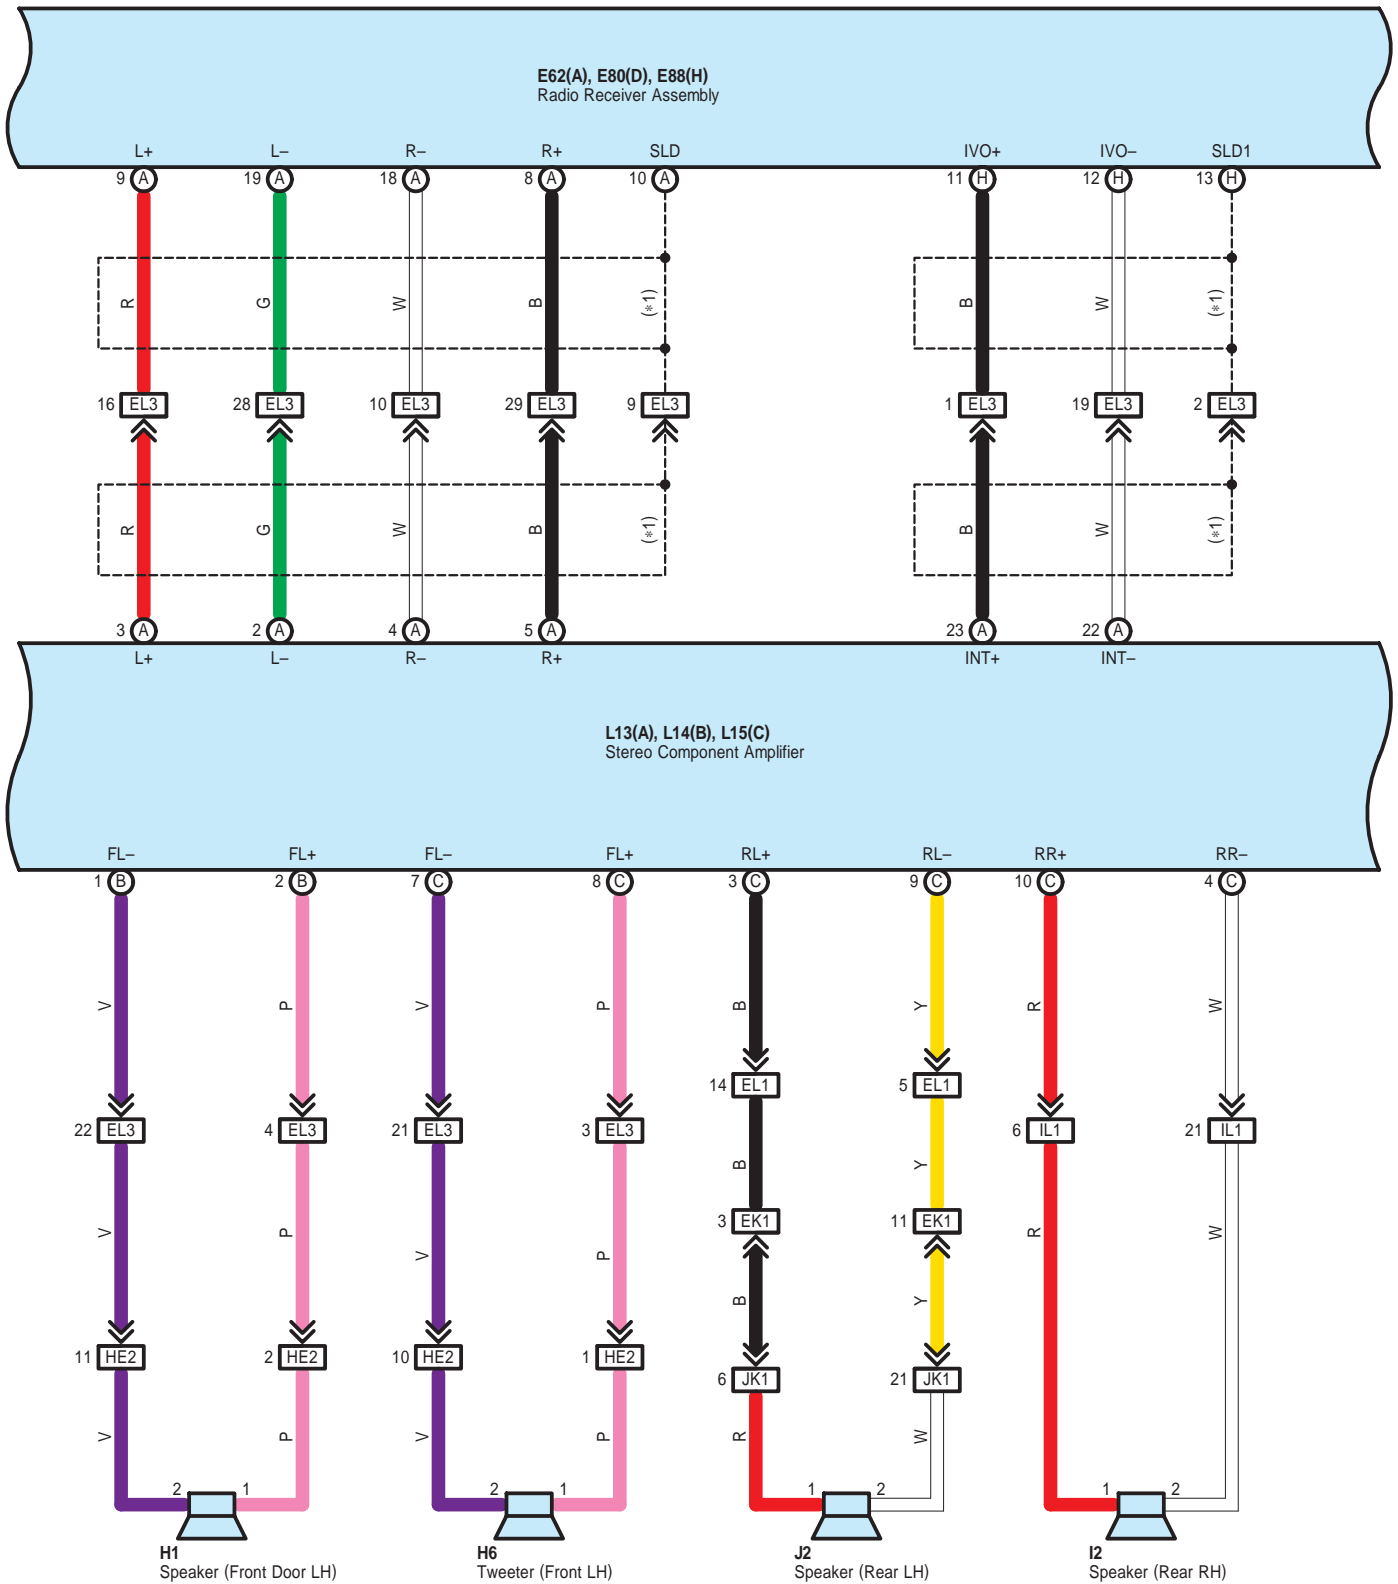 E62(A), E80(D), E88(H)
Radio Receiver Assembly
L+ L– R– R+ SLD IVO+ IVO– SLD1
9 A 19 A 18 A 8 A 10 A 11 H 12 H 13 H
R G W B (*1) B W (*1)
16 EL3 28 EL3 10 EL3 29 EL3 9 EL3 1 EL3 19 EL3 2 EL3
R G W B (*1) B W (*1)
3 A 2 A 4 A 5 A 23 A 22 A
L+ L– R– R+ INT+ INT–
L13(A), L14(B), L15(C)
Stereo Component Amplifier
FL– FL+ FL– FL+ RL+ RL– RR+ RR–
1 B 2 B 7 C 8 C 3 C 9 C 10 C 4 C
V P V P B Y R W
14 EL1 5 EL1
22 EL3 4 EL3 21 EL3 3 EL3 6 IL1 21 IL1
B Y
3 EK1 11 EK1
V P V P R W
B Y
11 HE2 2 HE2 10 HE2 1 HE2
6 JK1 21 JK1
V P V P R W
2 1 2 1 1 2 1 2
H1 H6 J2 I2
Speaker (Front Door LH) Tweeter (Front LH) Speaker (Rear LH) Speaker (Rear RH)